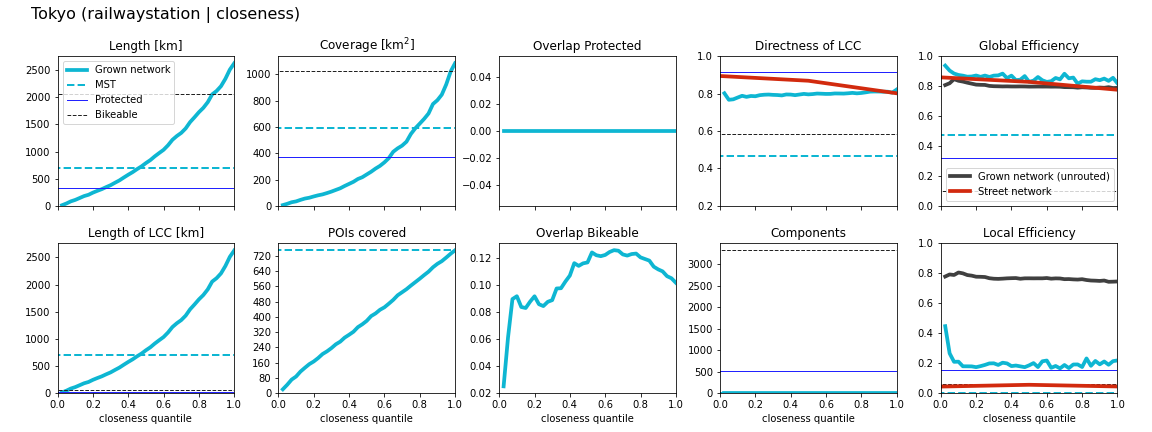 Tokyo (railwaystation | closeness)
Length [km]
2500
2000
1500
1000
500
0
Grown network
MST
Protected
Bikeable
Coverage [km²]
1000
800
600
400
200
0
Overlap Protected
0.04
0.02
0.00
−0.02
−0.04
Directness of LCC
1.0
0.8
0.6
0.4
0.2
Global Efficiency
1.0
0.8
0.6
0.4
0.2
0.0
Grown network (unrouted)
Street network
Length of LCC [km]
2500
2000
1500
1000
500
0
0.0 0.2 0.4 0.6 0.8 1.0
closeness quantile
POIs covered
720
640
560
480
400
320
240
160
80
0
0.0 0.2 0.4 0.6 0.8 1.0
closeness quantile
Overlap Bikeable
0.12
0.10
0.08
0.06
0.04
0.02
0.0 0.2 0.4 0.6 0.8 1.0
closeness quantile
Components
3000
2500
2000
1500
1000
500
0
0.0 0.2 0.4 0.6 0.8 1.0
closeness quantile
Local Efficiency
1.0
0.8
0.6
0.4
0.2
0.0
0.0 0.2 0.4 0.6 0.8 1.0
closeness quantile